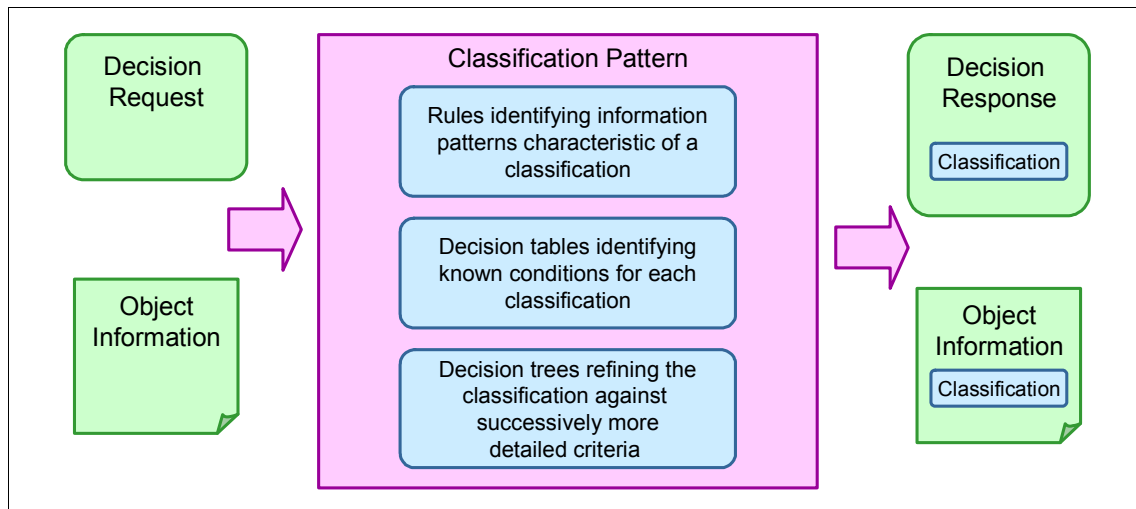 Decision
Request
Object
Information
Classification Pattern
Rules identifying information
patterns characteristic of a
classification
Decision tables identifying
known conditions for each
classification
Decision trees refining the
classification against
successively more
detailed criteria
Decision
Response
Classification
Object
Information
Classification